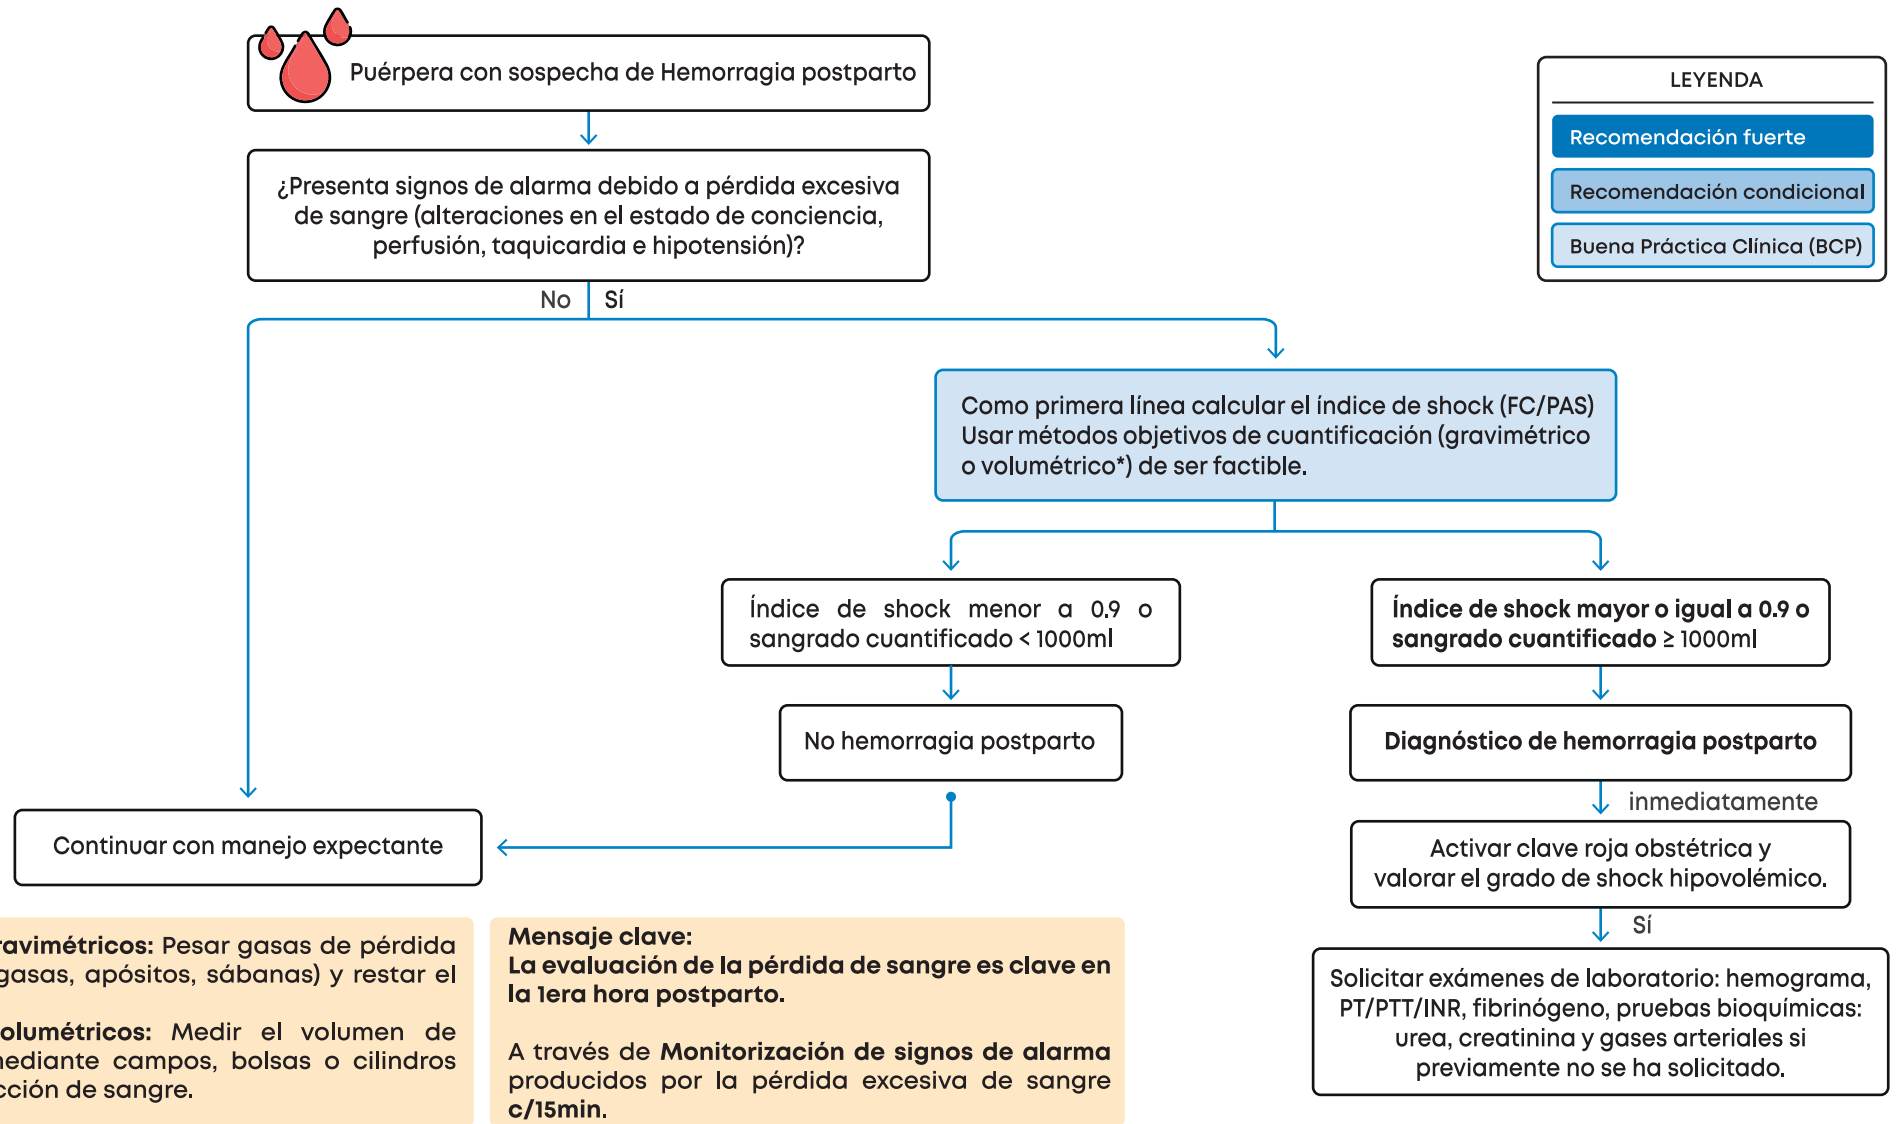 Puérpera con sospecha de Hemorragia postparto
LEYENDA
Recomendación fuerte
Recomendación condicional
Buena Práctica Clínica (BCP)
¿Presenta signos de alarma debido a pérdida excesiva
de sangre (alteraciones en el estado de conciencia,
perfusión, taquicardia e hipotensión)?
No
Sí
Como primera línea calcular el índice de shock (FC/PAS)
Usar métodos objetivos de cuantificación (gravimétrico
o volumétrico*) de ser factible.
Índice de shock menor a 0.9 o
sangrado cuantificado < 1000ml
Índice de shock mayor o igual a 0.9 o
sangrado cuantificado ≥ 1000ml
No hemorragia postparto
Diagnóstico de hemorragia postparto
inmediatamente
Continuar con manejo expectante
Activar clave roja obstétrica y
valorar el grado de shock hipovolémico.
Sí
Solicitar exámenes de laboratorio: hemograma,
PT/PTT/INR, fibrinógeno, pruebas bioquímicas:
urea, creatinina y gases arteriales si
previamente no se ha solicitado.
ravimétricos: Pesar gasas de pérdida
gasas, apósitos, sábanas) y restar el
olumétricos: Medir el volumen de
mediante campos, bolsas o cilindros
cción de sangre.
Mensaje clave:
La evaluación de la pérdida de sangre es clave en
la 1era hora postparto.
A través de Monitorización de signos de alarma
producidos por la pérdida excesiva de sangre
c/15min.